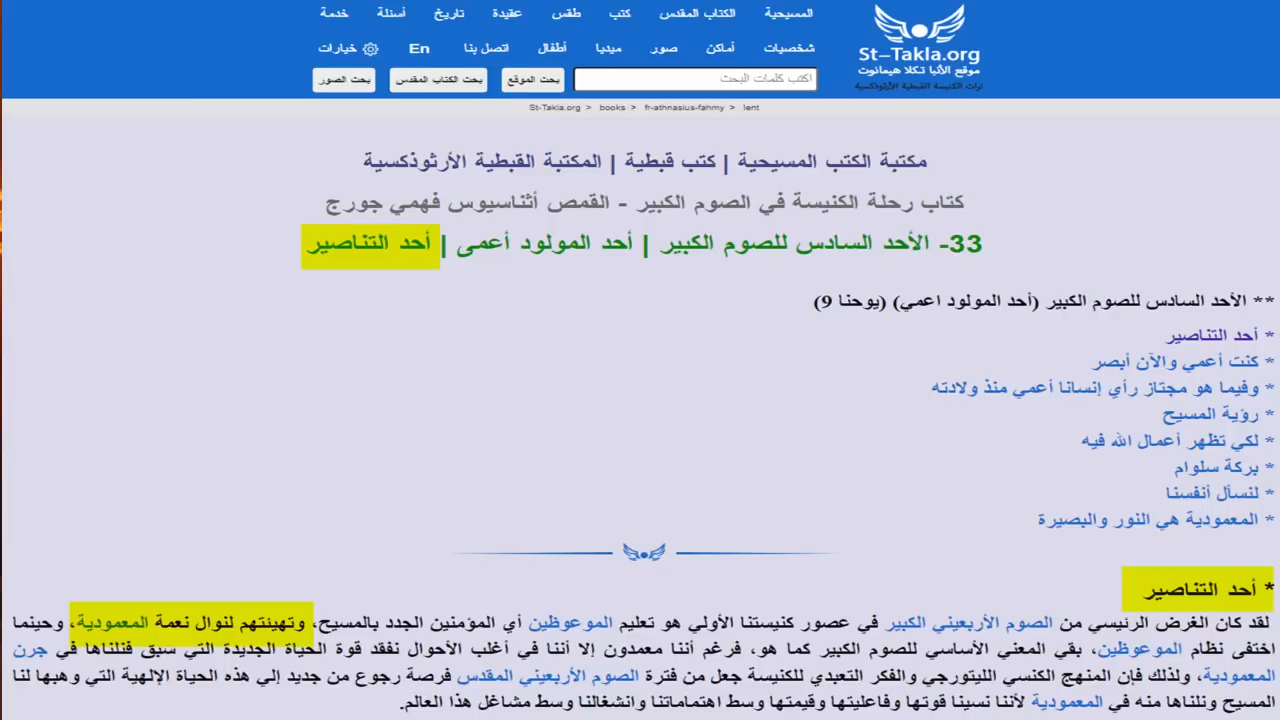 المسيحية الكتاب المقدس كتب طقس عقيدة تاريخ أسئلة خدمة
شخصيات أماكن صور ميديا أطفال اتصل بنا En خيارات
St-Takla.org
موقع الأنبا تكلا هيمانوت
تراث الكنيسة القبطية الأرثوذكسية
اكتب كلمات البحث بحث الموقع بحث الكتاب المقدس بحث الصور
St-Takla.org > books > fr-athnasius-fahmy > lent
مكتبة الكتب المسيحية | كتب قبطية | المكتبة القبطية الأرثوذكسية
كتاب رحلة الكنيسة في الصوم الكبير - القمص أثناسيوس فهمي جورج
33- الأحد السادس للصوم الكبير | أحد المولود أعمى | أحد التناصير
** الأحد السادس للصوم الكبير (أحد المولود اعمي) (يوحنا 9)
* أحد التناصير
* كنت أعمي والآن أبصر
* وفيما هو مجتاز رأي إنسانا أعمي منذ ولادته
* رؤية المسيح
* لكي تظهر أعمال الله فيه
* بركة سلوام
* لنسأل أنفسنا
* المعمودية هي النور والبصيرة
* أحد التناصير
لقد كان الغرض الرئيسي من الصوم الأربعيني الكبير في عصور كنيستنا الأولي هو تعليم الموعوظين أي المؤمنين الجدد بالمسيح، وتهيئتهم لنوال نعمة المعمودية، وحينما
اختفى نظام الموعوظين، بقي المعني الأساسي للصوم الكبير كما هو، فرغم أننا معمدون إلا أننا في أغلب الأحوال نفقد قوة الحياة الجديدة التي سبق فنلناها في جرن
المعمودية، ولذلك فإن المنهج الكنسي الليتورجي والفكر التعبدي للكنيسة جعل من فترة الصوم الأربعيني المقدس فرصة رجوع من جديد إلي هذه الحياة الإلهية التي وهبها لنا
المسيح ونلناها منه في المعمودية لأننا نسينا قوتها وفاعليتها وقيمتها وسط اهتماماتنا وانشغالنا وسط مشاغل هذا العالم.